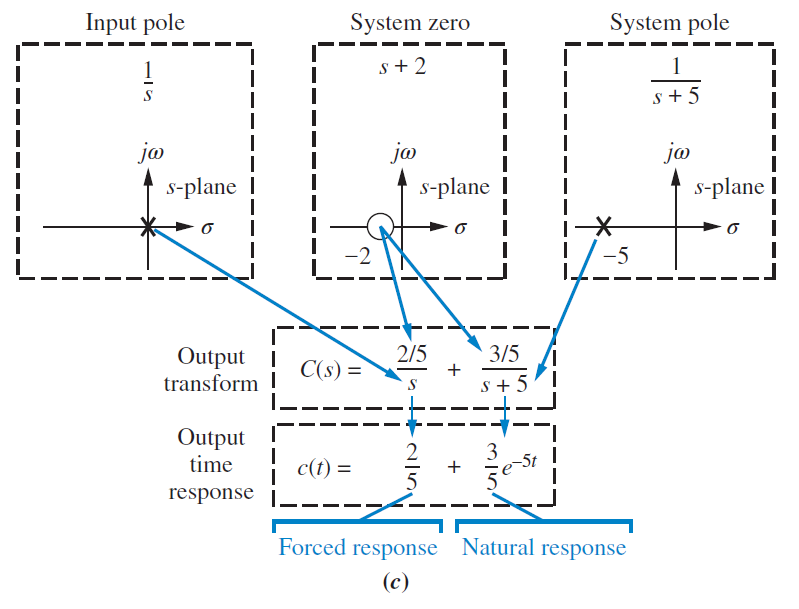 Input pole
1/s
jω
s-plane
σ
System zero
s + 2
jω
s-plane
σ
−2
System pole
1/(s + 5)
jω
s-plane
σ
−5
Output
transform
C(s) = 2/5/s + 3/5/(s + 5)
Output
time
response
c(t) = 2/5 + 3/5 e^−5t
Forced response
Natural response
(c)